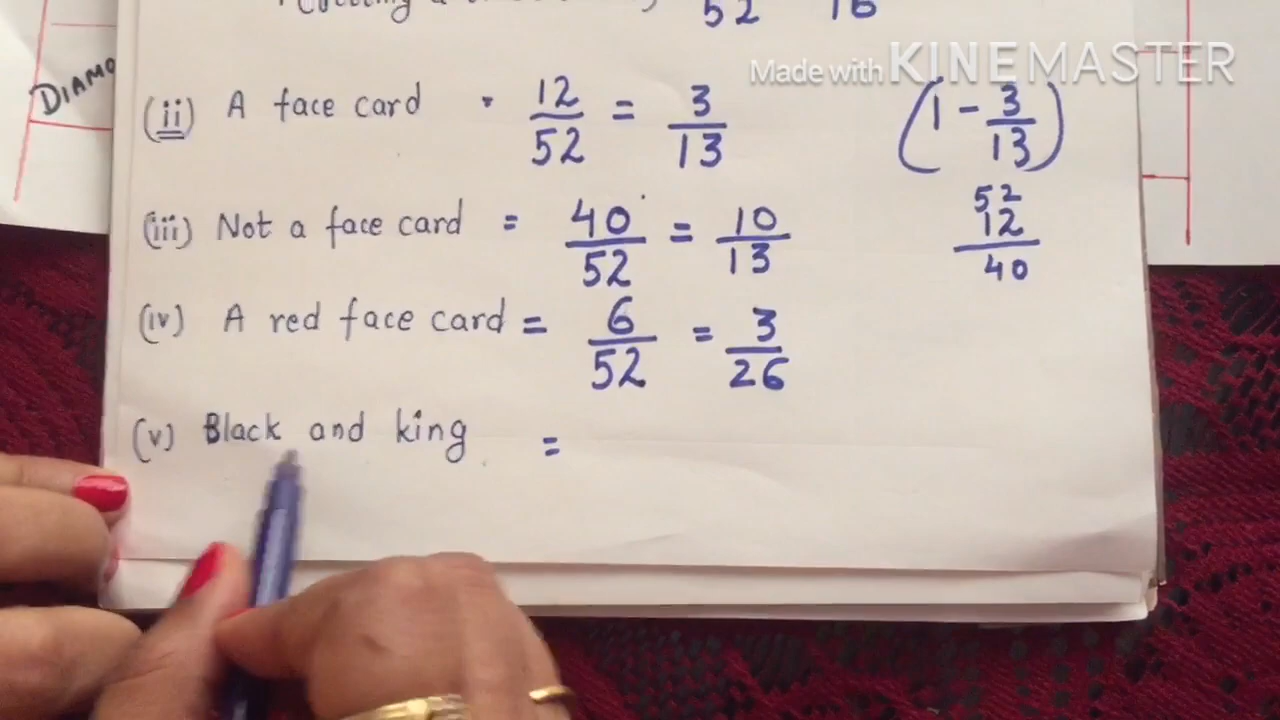 52
Made with KINEMASTER
DIAMO
(ii) A face card 12/52 = 3/13 (1 - 3/13)
(iii) Not a face card = 40/52 = 10/13
52
12
40
(iv) A red face card = 6/52 = 3/26
(v) Black and king =